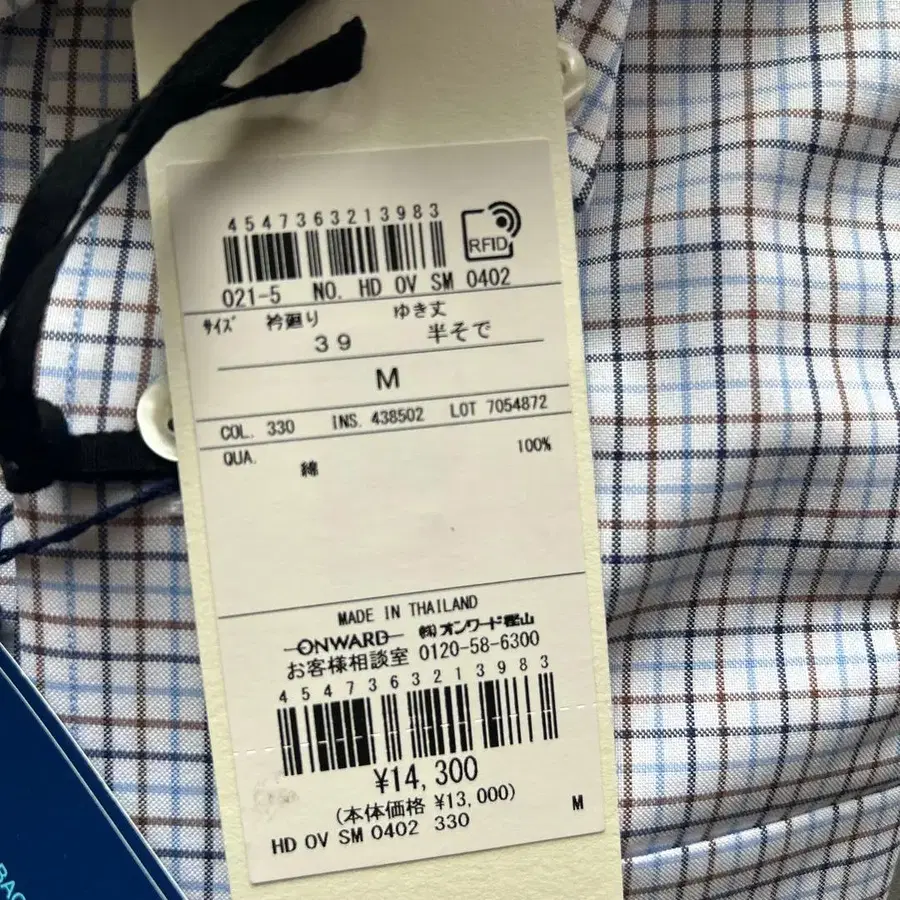 4547363213983
RFID
021-5 NO. HD OV SM 0402
サイズ 衿廻り ゆき丈
39 半そで
M
COL. 330 INS. 438502 LOT 7054872
QUA. 100%
綿
MADE IN THAILAND
ONWARD ㈱オンワード樫山
お客様相談室 0120-58-6300
4547363213983
¥14,300
(本体価格 ¥13,000)
HD OV SM 0402 330 M